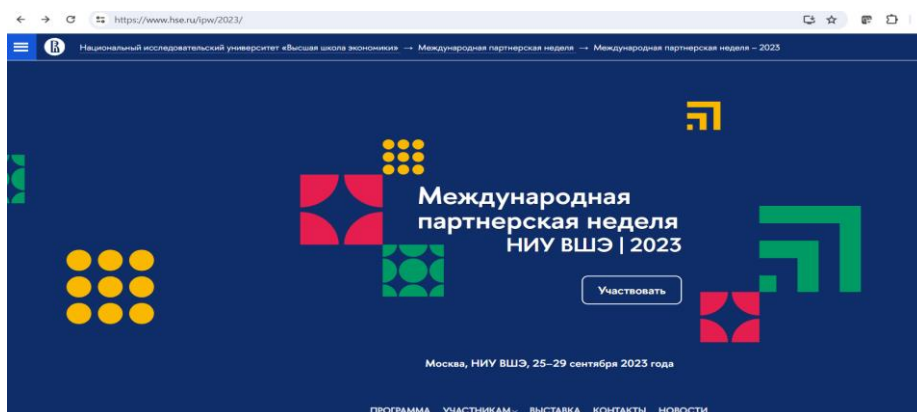 https://www.hse.ru/ipw/2023/
Национальный исследовательский университет «Высшая школа экономики» → Международная партнерская неделя → Международная партнерская неделя – 2023
Международная
партнерская неделя
НИУ ВШЭ | 2023
Участвовать
Москва, НИУ ВШЭ, 25–29 сентября 2023 года
ПРОГРАММА УЧАСТНИКАМ ВЫСТАВКА КОНТАКТЫ НОВОСТИ